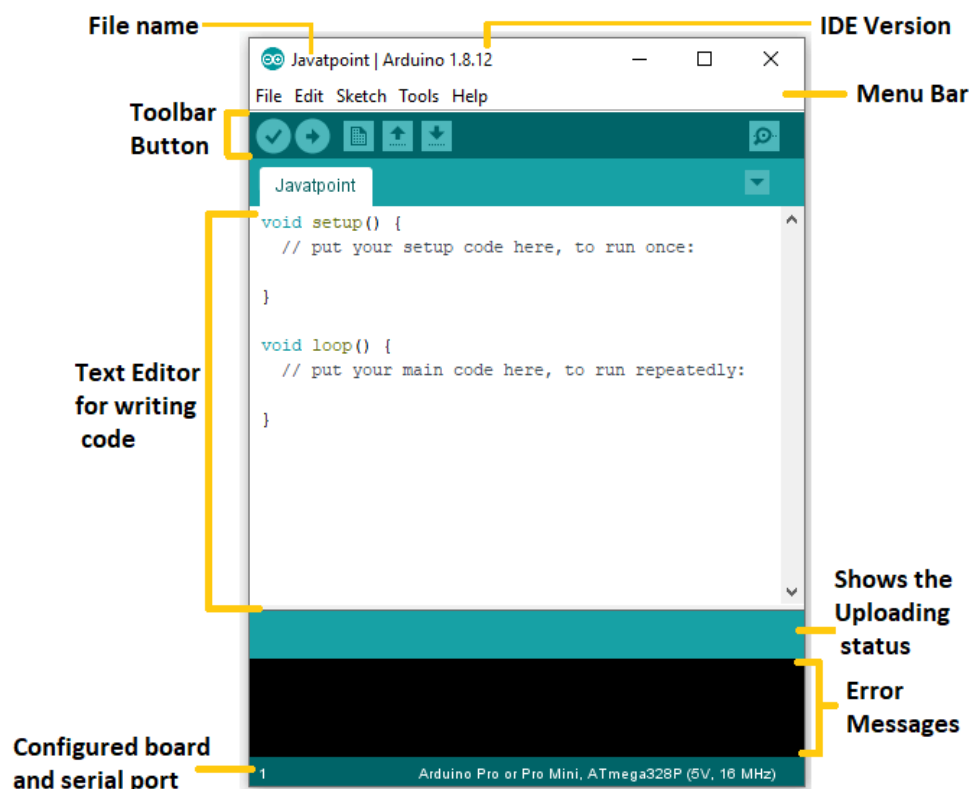 File name
IDE Version
Javatpoint | Arduino 1.8.12
File Edit Sketch Tools Help
Menu Bar
Toolbar
Button
Javatpoint
void setup() {
// put your setup code here, to run once:
}
void loop() {
// put your main code here, to run repeatedly:
}
Text Editor
for writing
code
Shows the
Uploading
status
Error
Messages
Configured board
and serial port
1
Arduino Pro or Pro Mini, ATmega328P (5V, 16 MHz)